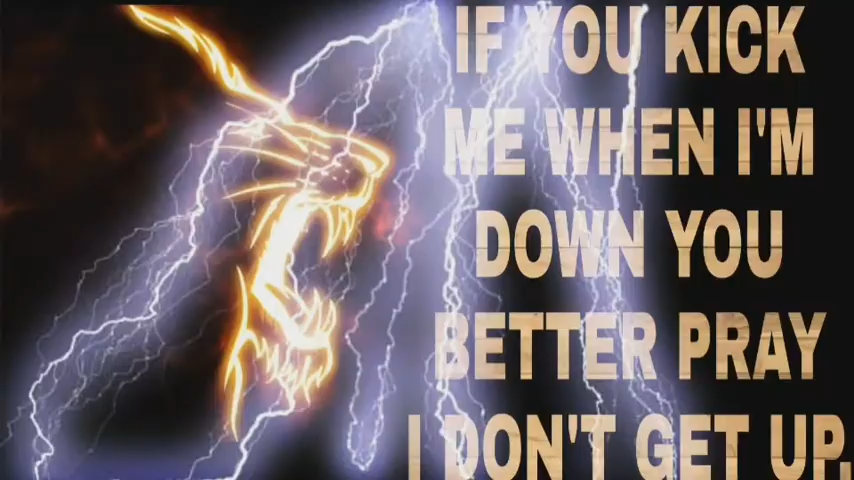 IF YOU KICK
ME WHEN I'M
DOWN YOU
BETTER PRAY
I DON'T GET UP.